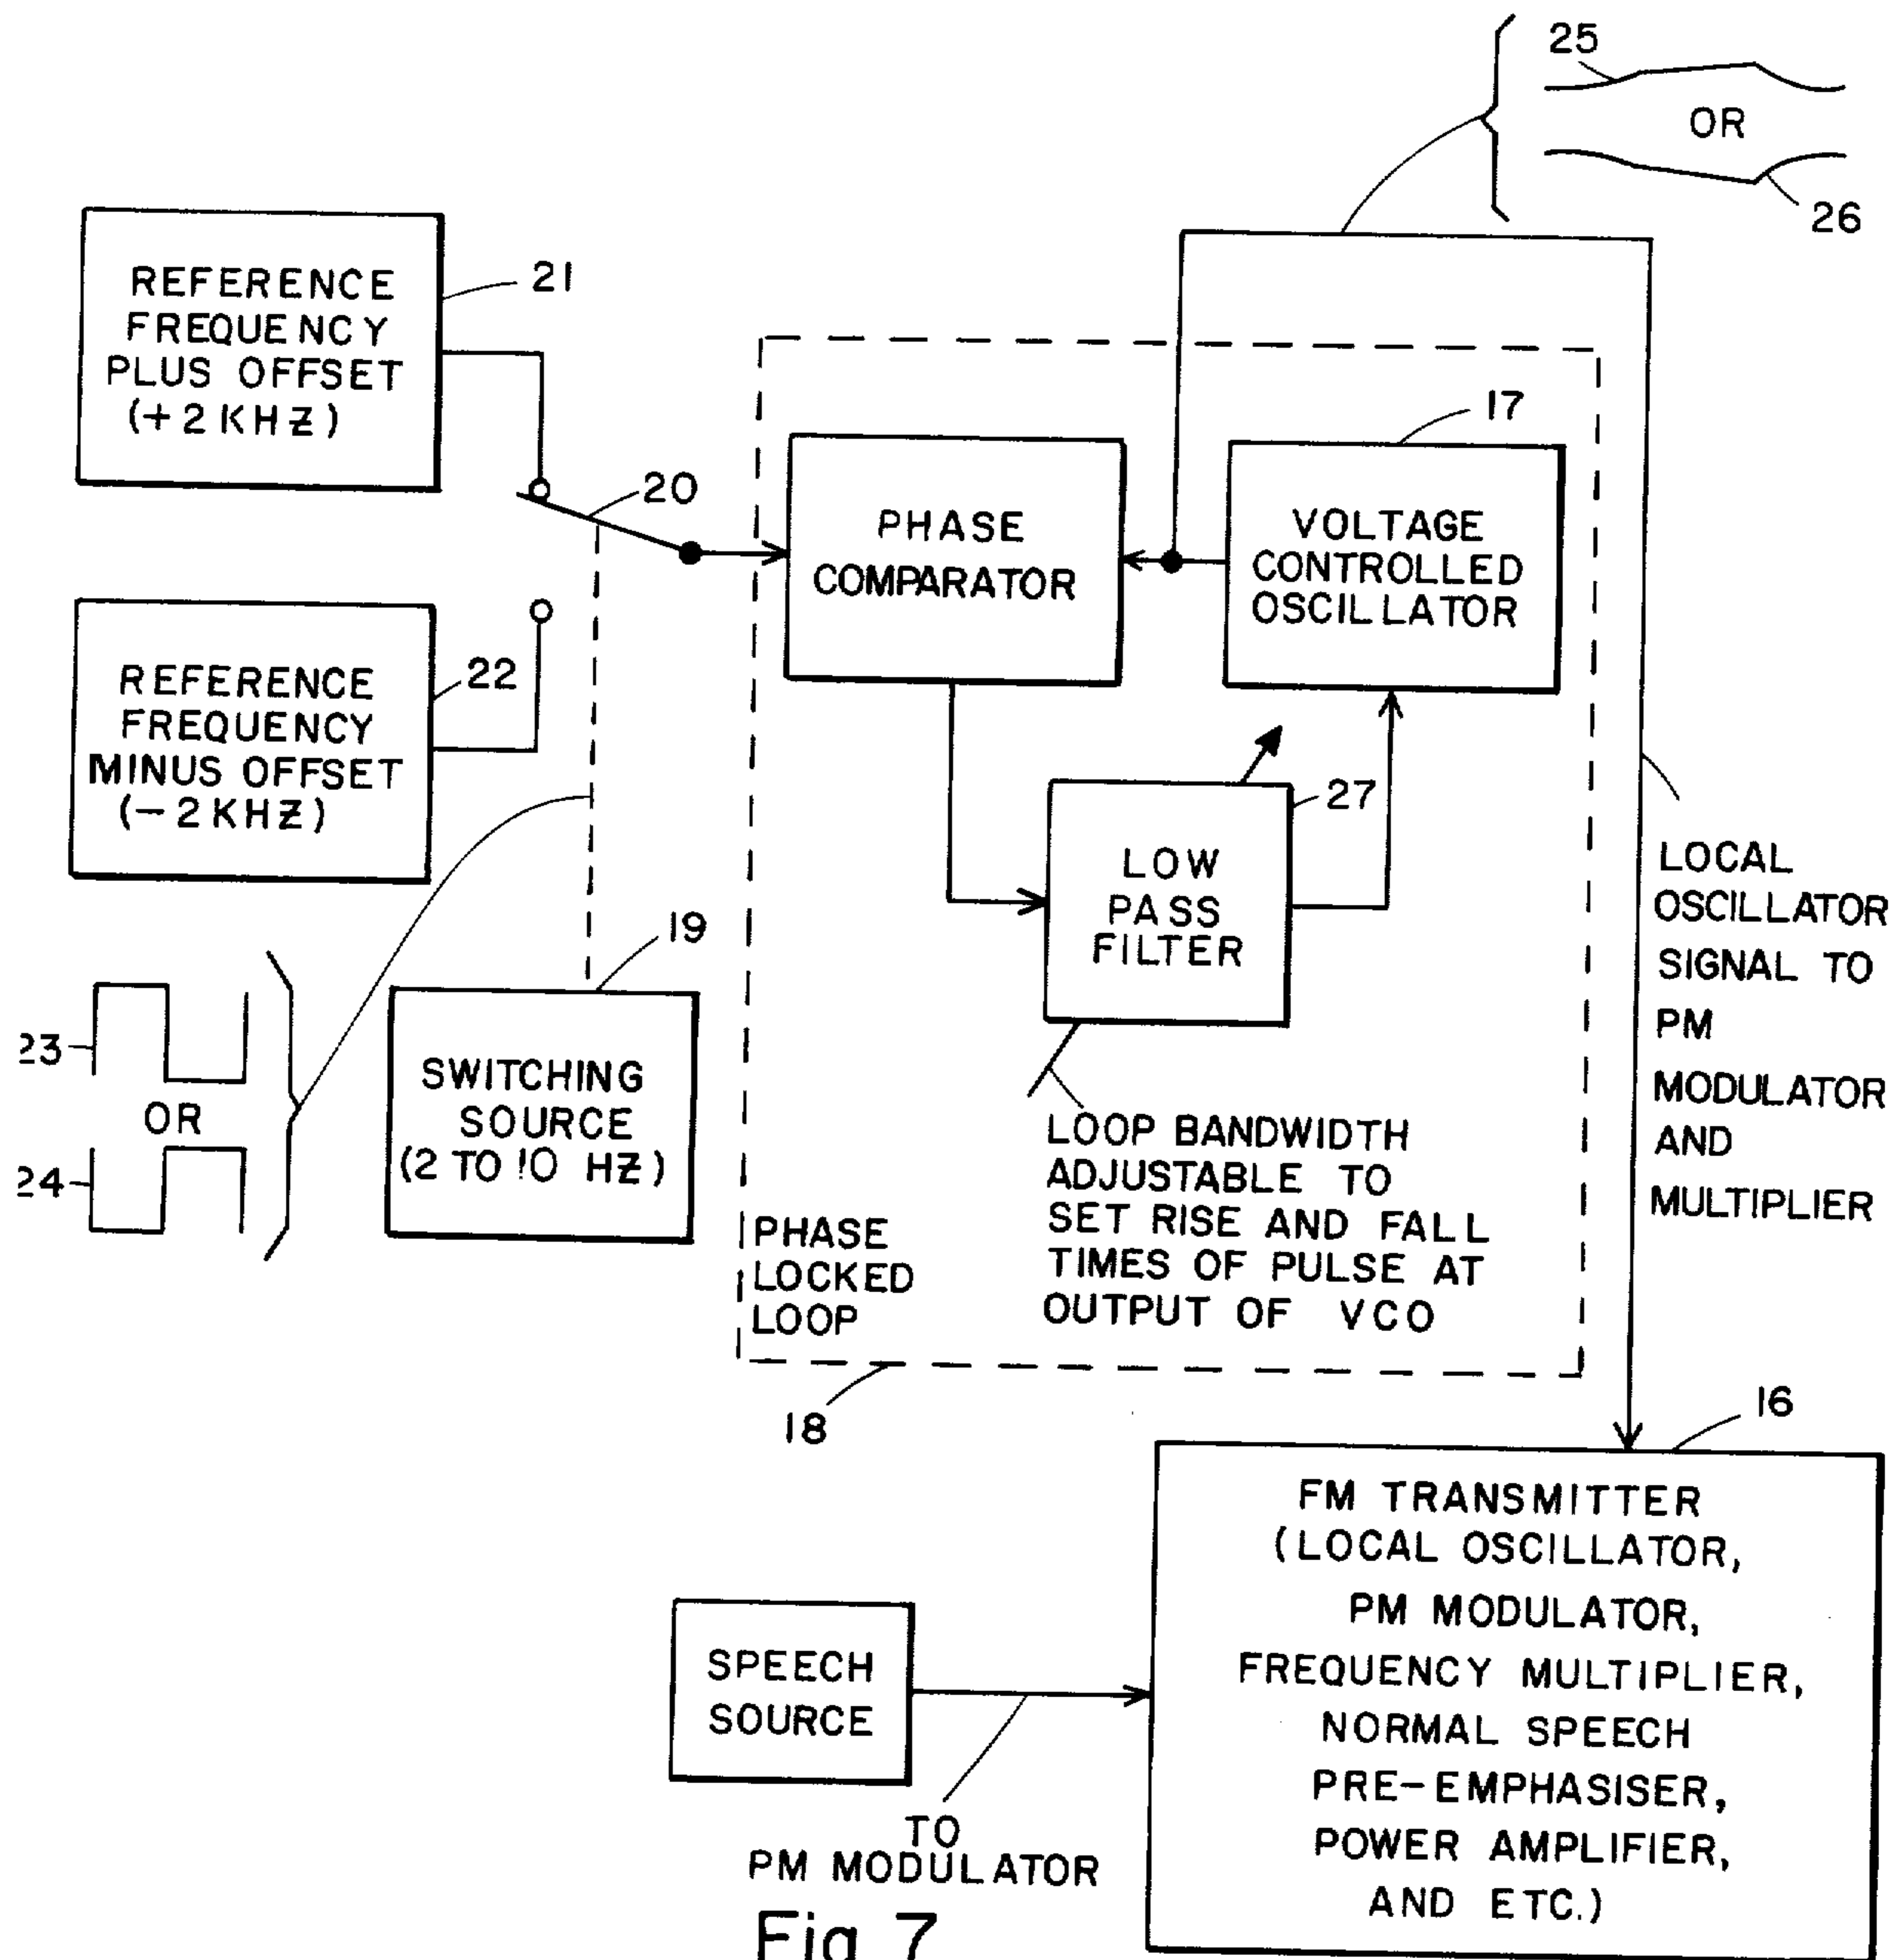 25
OR
26
REFERENCE
FREQUENCY
PLUS OFFSET
(+2 KHZ)
21
20
REFERENCE
FREQUENCY
MINUS OFFSET
(-2 KHZ)
22
PHASE
COMPARATOR
17
VOLTAGE
CONTROLLED
OSCILLATOR
27
LOW
PASS
FILTER
LOCAL
OSCILLATOR
SIGNAL TO
PM
MODULATOR
AND
MULTIPLIER
23
OR
24
19
SWITCHING
SOURCE
(2 TO 10 HZ)
LOOP BANDWIDTH
ADJUSTABLE TO
SET RISE AND FALL
TIMES OF PULSE AT
OUTPUT OF VCO
PHASE
LOCKED
LOOP
18
16
FM TRANSMITTER
(LOCAL OSCILLATOR,
PM MODULATOR,
FREQUENCY MULTIPLIER,
NORMAL SPEECH
PRE-EMPHASISER,
POWER AMPLIFIER,
AND ETC.)
SPEECH
SOURCE
TO
PM MODULATOR
Fig 7